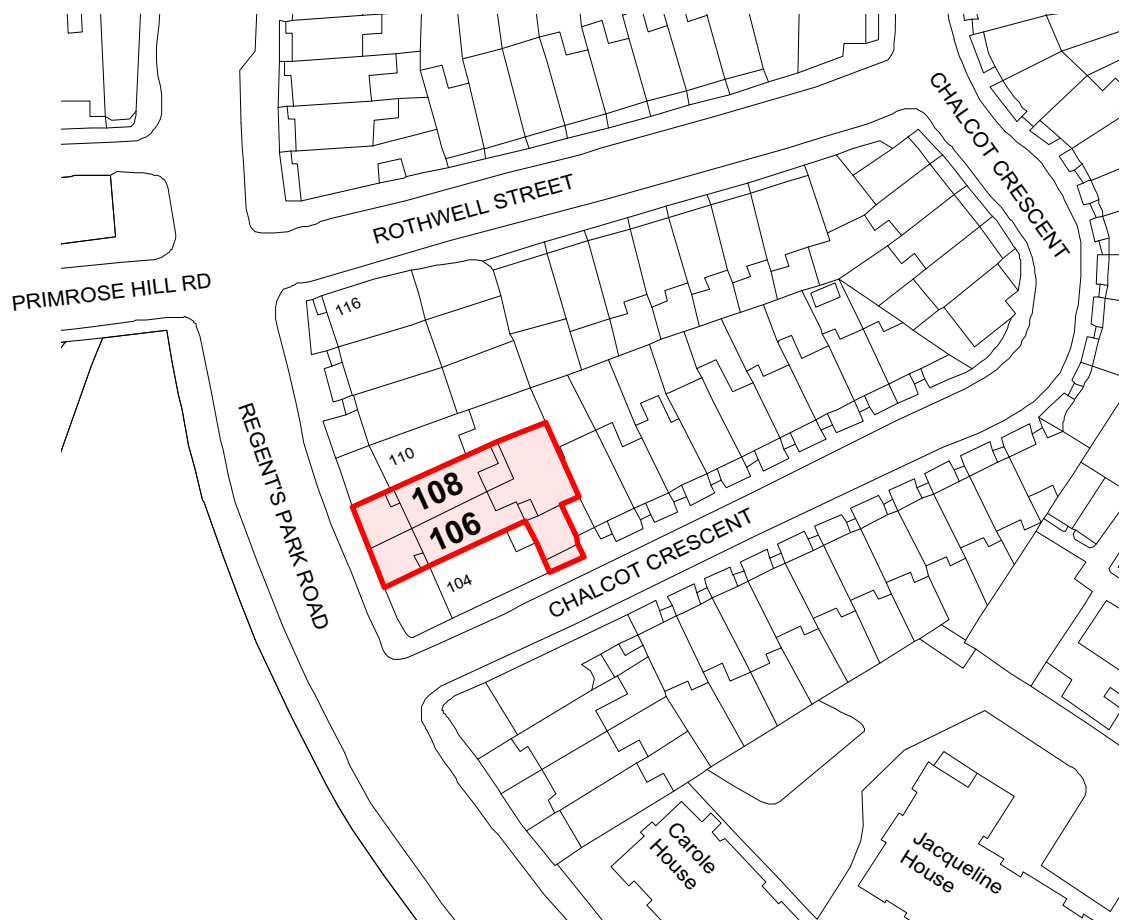 CHALCOT CRESCENT
ROTHWELL STREET
PRIMROSE HILL RD
116
REGENT'S PARK ROAD
110
108
106
104
CHALCOT CRESCENT
Carole
House
Jacqueline
House